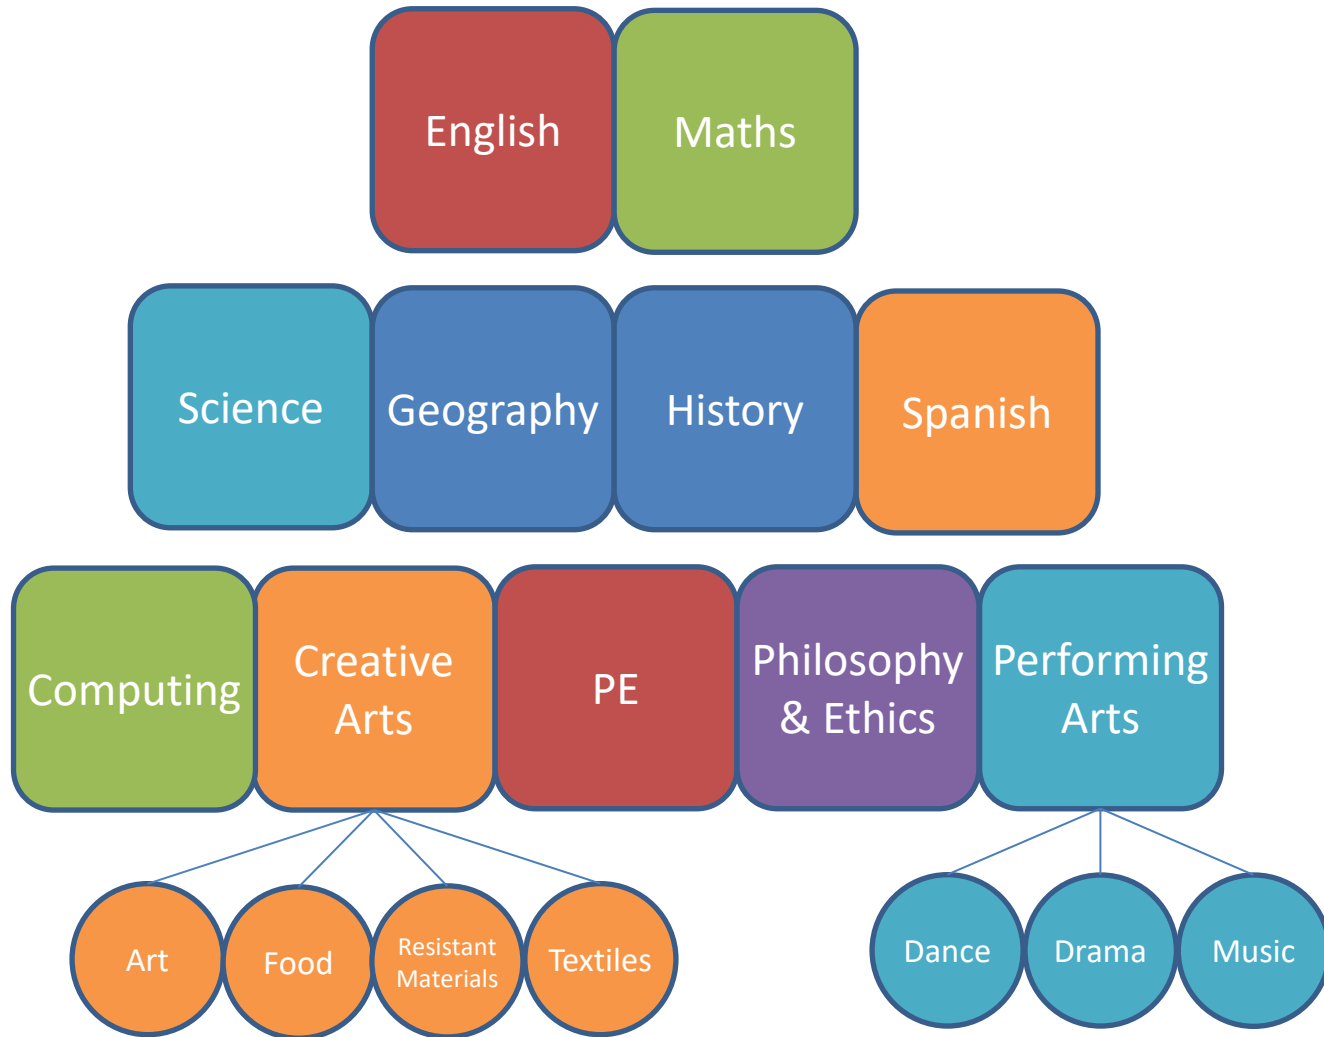 English
Maths
Science
Geography
History
Spanish
Computing
Creative
Arts
PE
Philosophy
& Ethics
Performing
Arts
Art
Food
Resistant
Materials
Textiles
Dance
Drama
Music